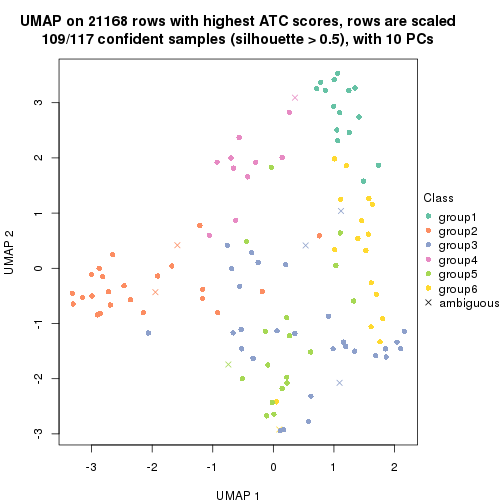 UMAP on 21168 rows with highest ATC scores, rows are scaled
109/117 confident samples (silhouette > 0.5), with 10 PCs
3
2
1
0
-1
-2
-3
UMAP 2
-3
-2
-1
0
1
2
UMAP 1
Class
group1
group2
group3
group4
group5
group6
ambiguous